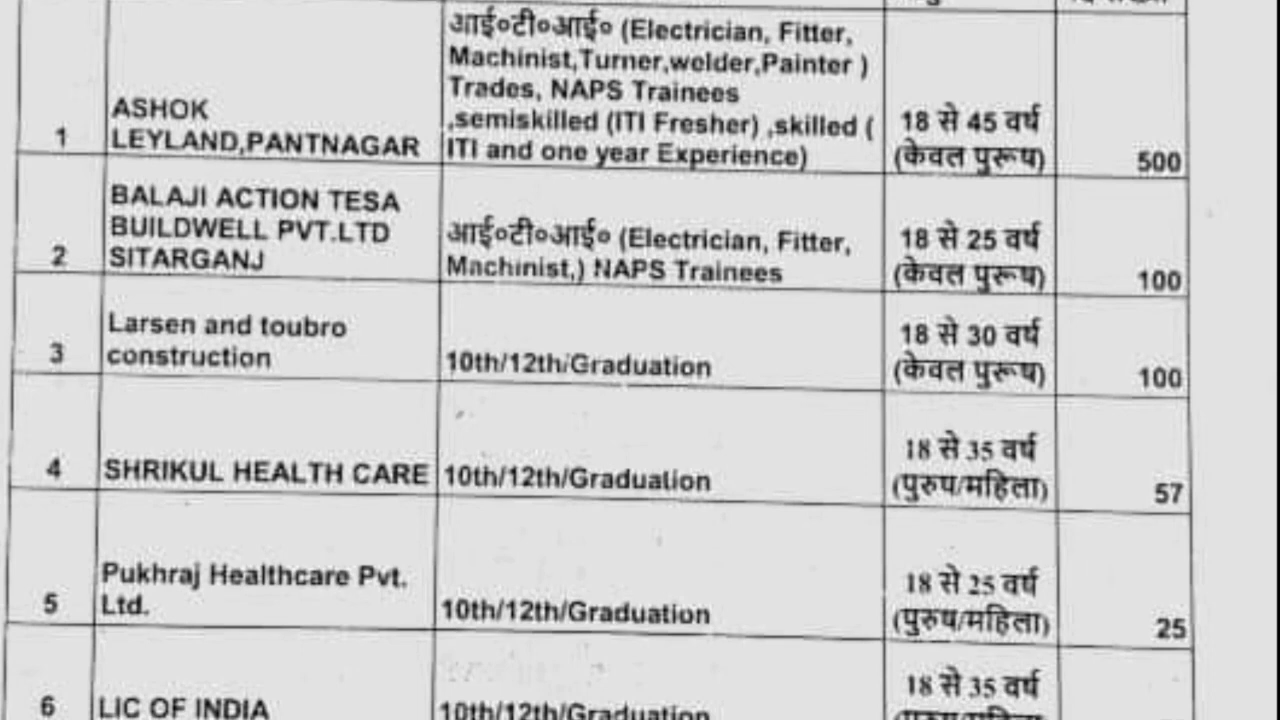 1
ASHOK
LEYLAND,PANTNAGAR
आई०टी०आई० (Electrician, Fitter,
Machinist,Turner,welder,Painter )
Trades, NAPS Trainees
,semiskilled (ITI Fresher) ,skilled (
ITI and one year Experience)
18 से 45 वर्ष
(केवल पुरूष)
500
2
BALAJI ACTION TESA
BUILDWELL PVT.LTD
SITARGANJ
आई०टी०आई० (Electrician, Fitter,
Machinist,) NAPS Trainees
18 से 25 वर्ष
(केवल पुरूष)
100
3
Larsen and toubro
construction
10th/12th/Graduation
18 से 30 वर्ष
(केवल पुरूष)
100
4
SHRIKUL HEALTH CARE
10th/12th/Graduation
18 से 35 वर्ष
(पुरुष/महिला)
57
5
Pukhraj Healthcare Pvt.
Ltd.
10th/12th/Graduation
18 से 25 वर्ष
(पुरुष/महिला)
25
6
LIC OF INDIA
10th/12th/Graduation
18 से 35 वर्ष